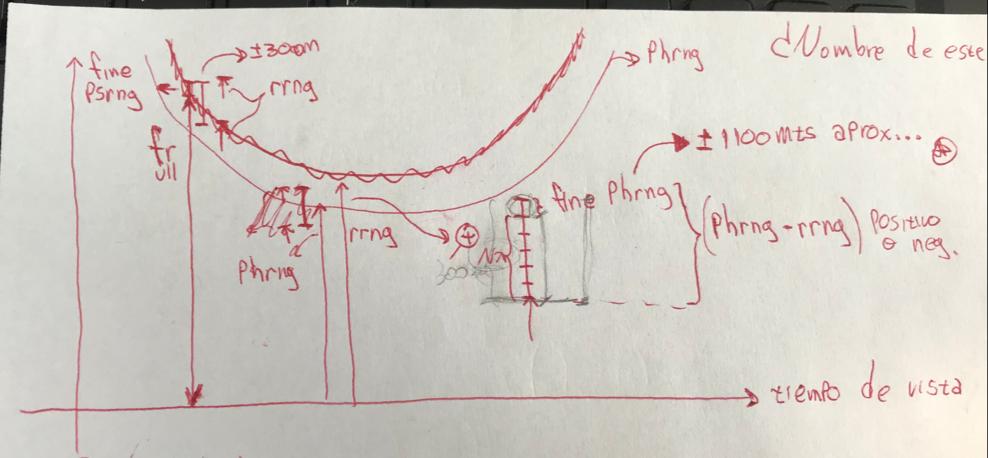 ±300m
fine
Psrng
rrng
Phrng
¿Nombre de este
± 1100mts aprox...
fr
ull
fine Phrng
(Phrng - rrng) Positivo
o neg.
rrng
Phrng
300
N
tiempo de vista